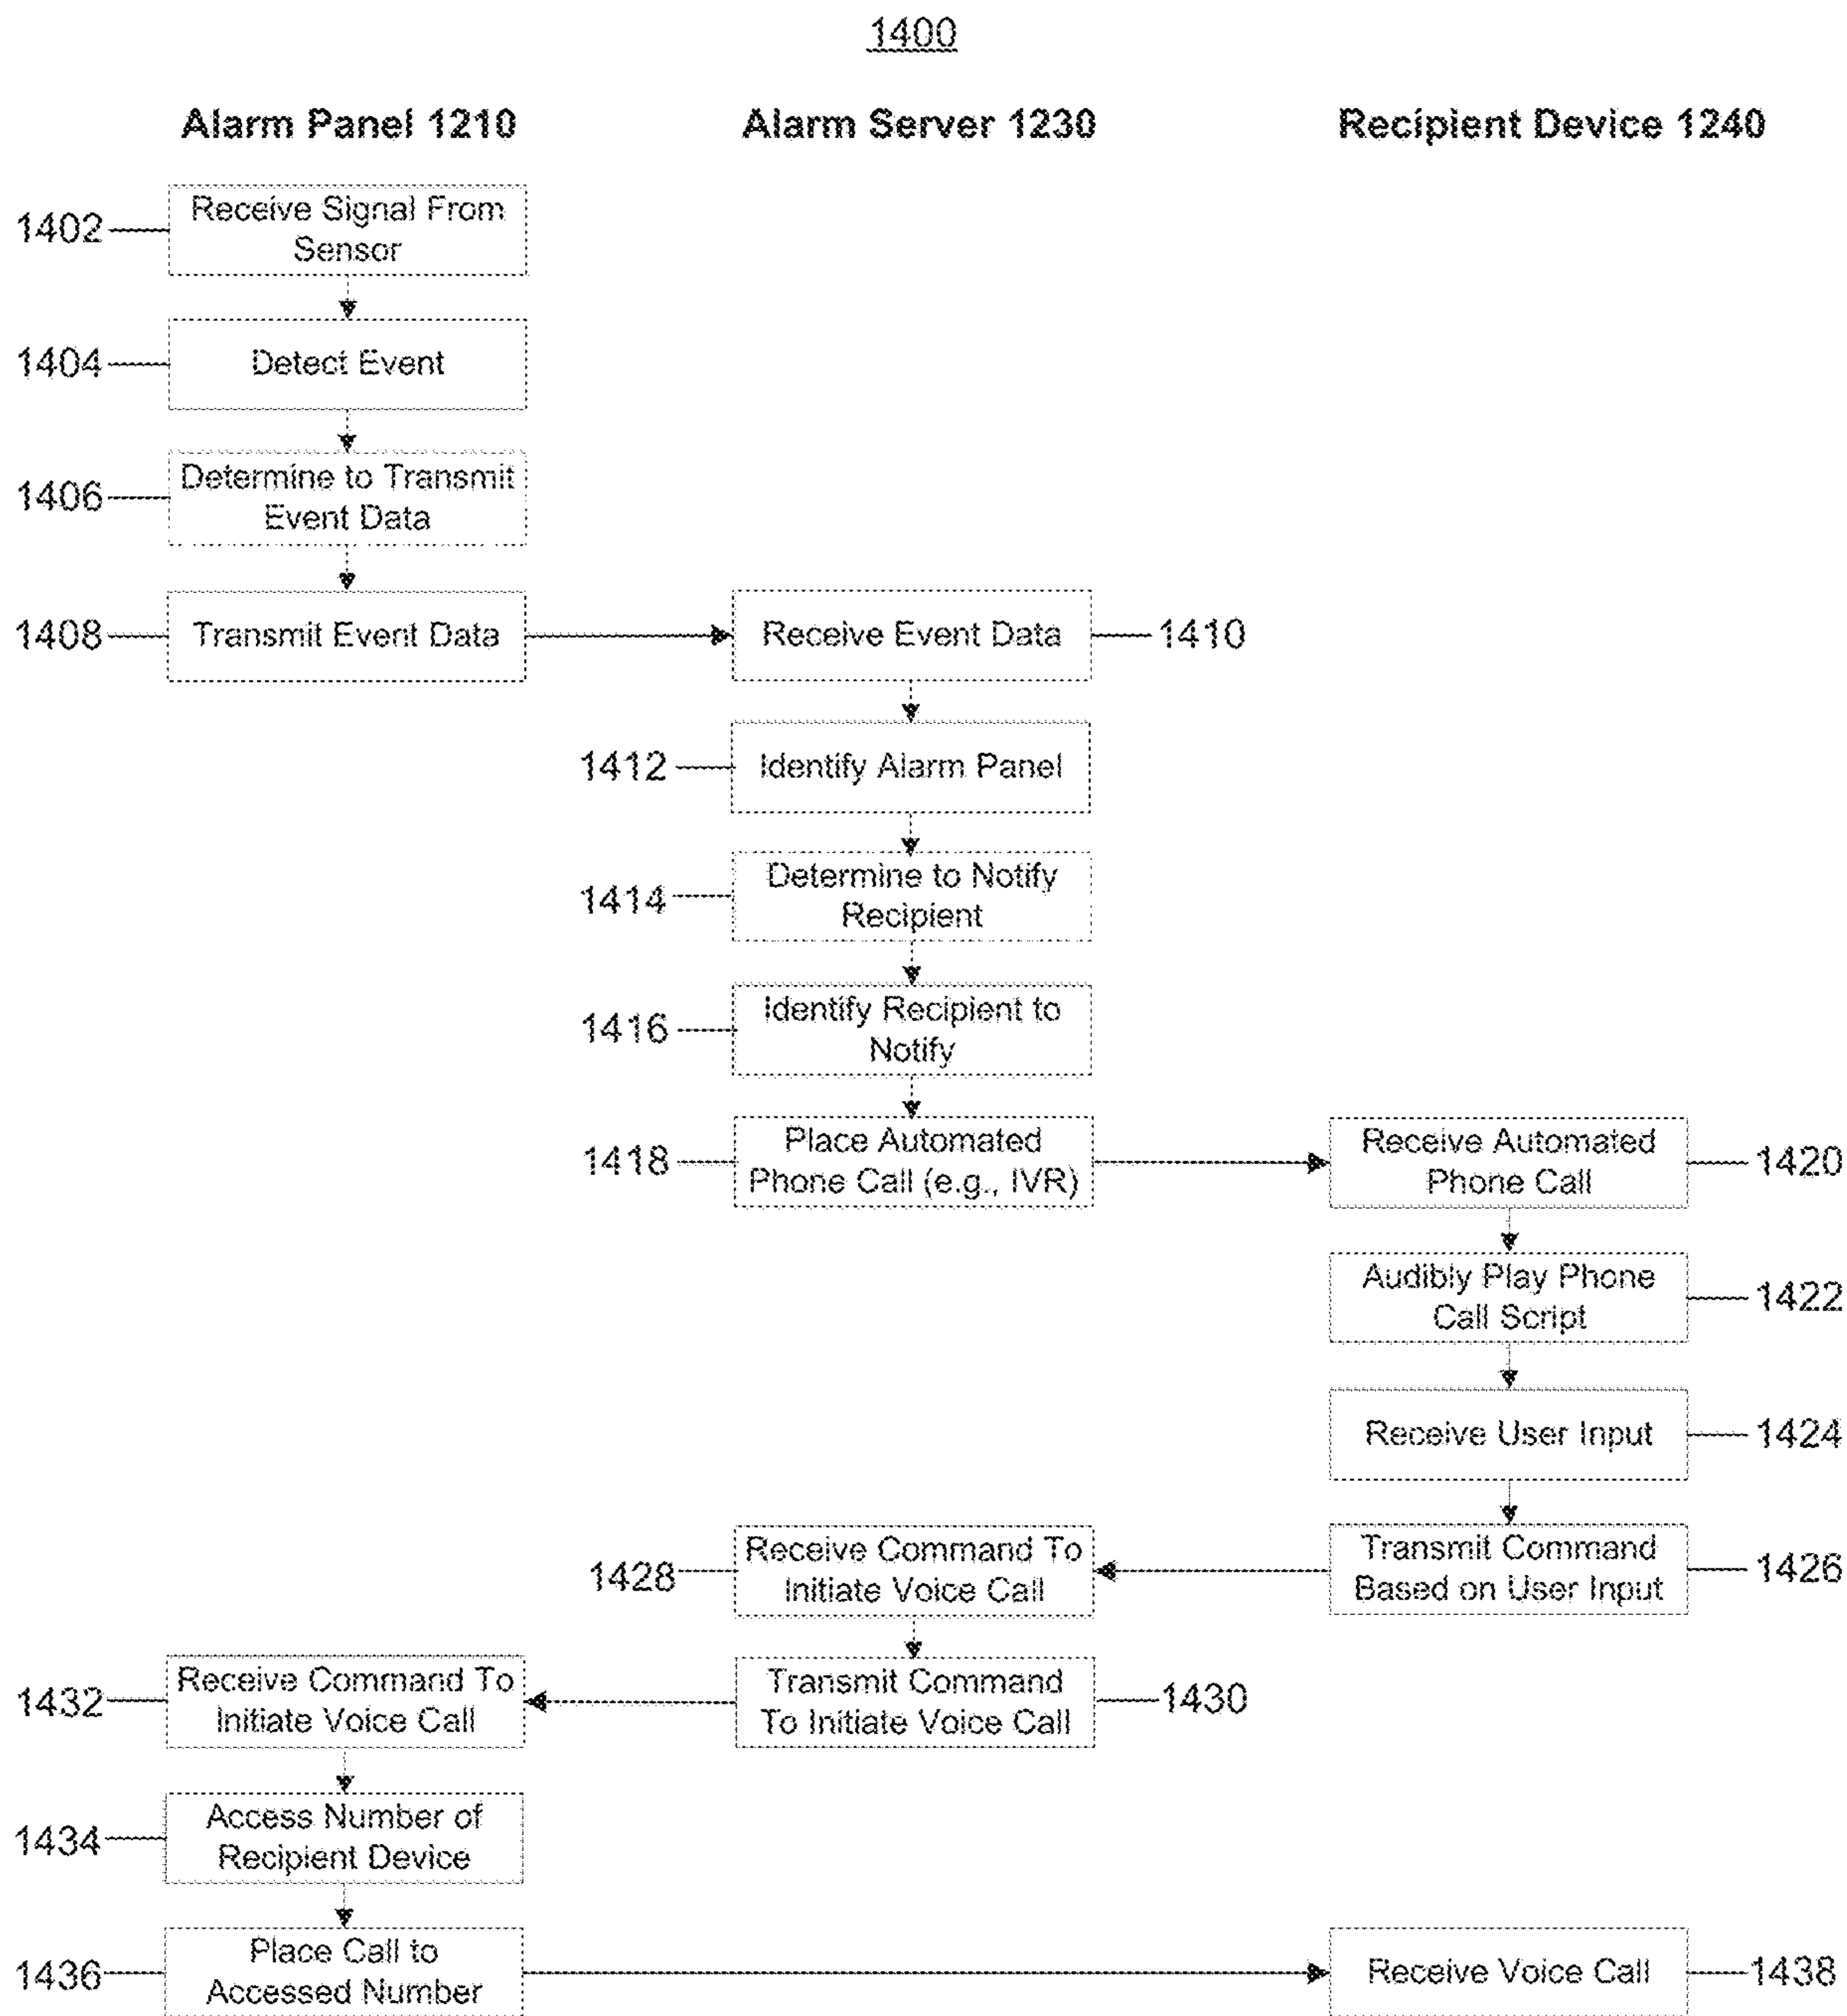 1400
Alarm Panel 1210
Alarm Server 1230
Recipient Device 1240
1402
Receive Signal From
Sensor
1404
Detect Event
1406
Determine to Transmit
Event Data
1408
Transmit Event Data
Receive Event Data
1410
1412
Identify Alarm Panel
1414
Determine to Notify
Recipient
1416
Identify Recipient to
Notify
1418
Place Automated
Phone Call (e.g., IVR)
Receive Automated
Phone Call
1420
Audibly Play Phone
Call Script
1422
Receive User Input
1424
1428
Receive Command To
Initiate Voice Call
Transmit Command
Based on User Input
1426
1432
Receive Command To
Initiate Voice Call
Transmit Command
To Initiate Voice Call
1430
1434
Access Number of
Recipient Device
1436
Place Call to
Accessed Number
Receive Voice Call
1438